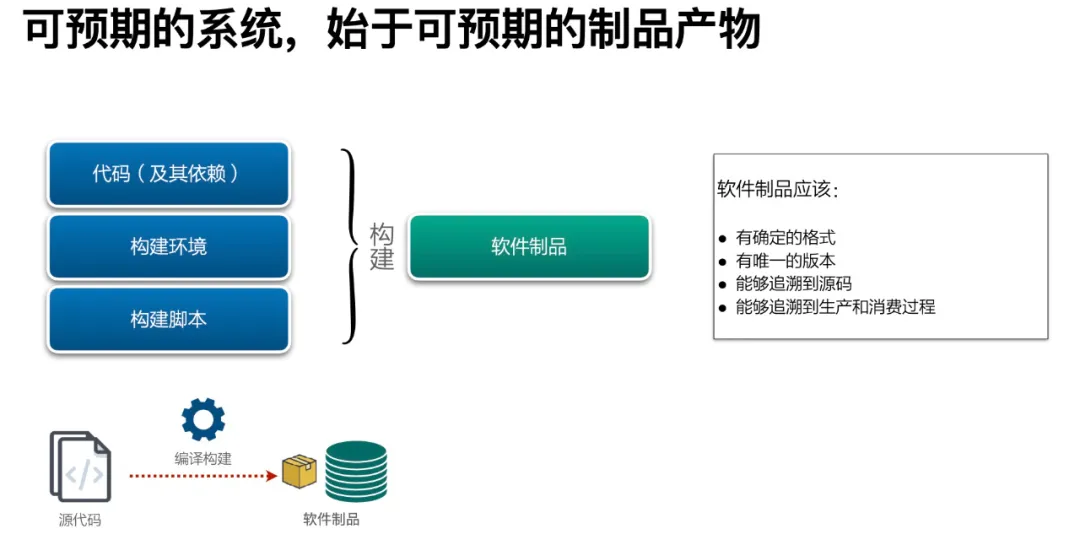 可预期的系统，始于可预期的制品产物
代码（及其依赖）
构建环境
构建脚本
构建
软件制品
软件制品应该：
● 有确定的格式
● 有唯一的版本
● 能够追溯到源码
● 能够追溯到生产和消费过程
编译构建
</>
源代码
软件制品